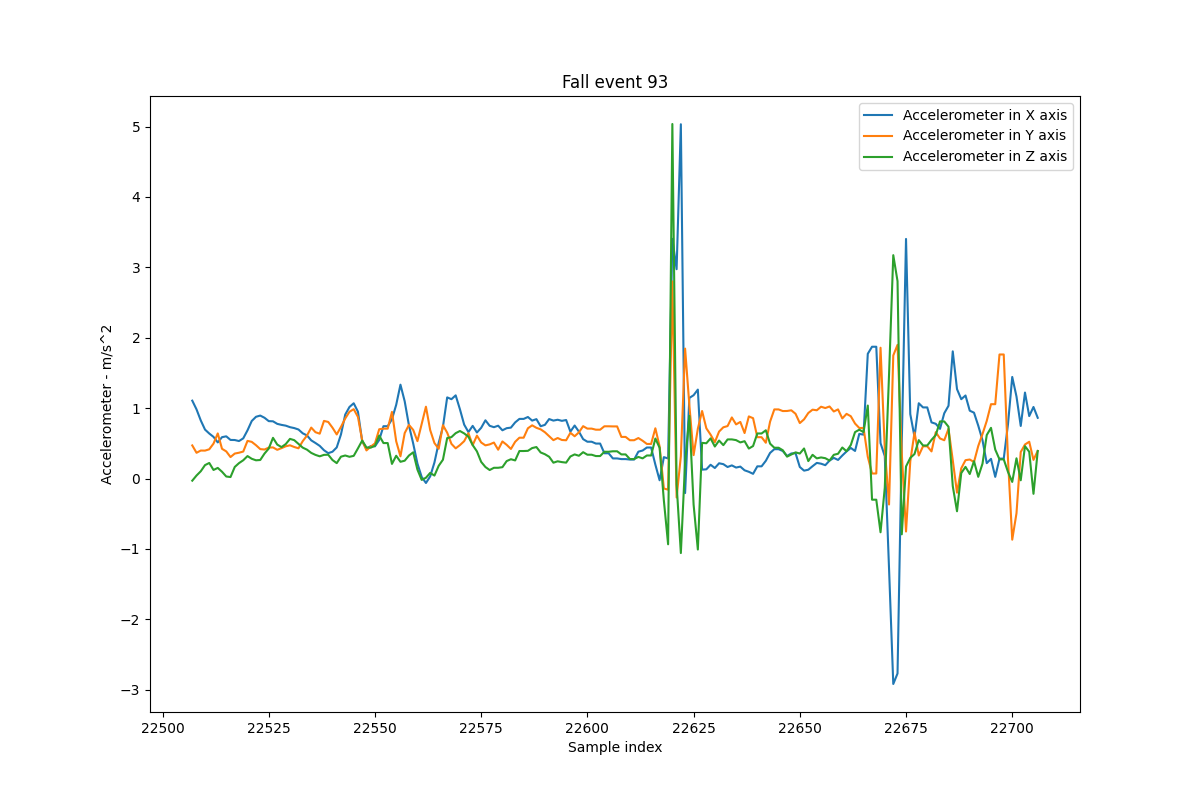 Fall event 93
Accelerometer in X axis
Accelerometer in Y axis
Accelerometer in Z axis
Accelerometer - m/s^2
5
4
3
2
1
0
−1
−2
−3
22500 22525 22550 22575 22600 22625 22650 22675 22700
Sample index